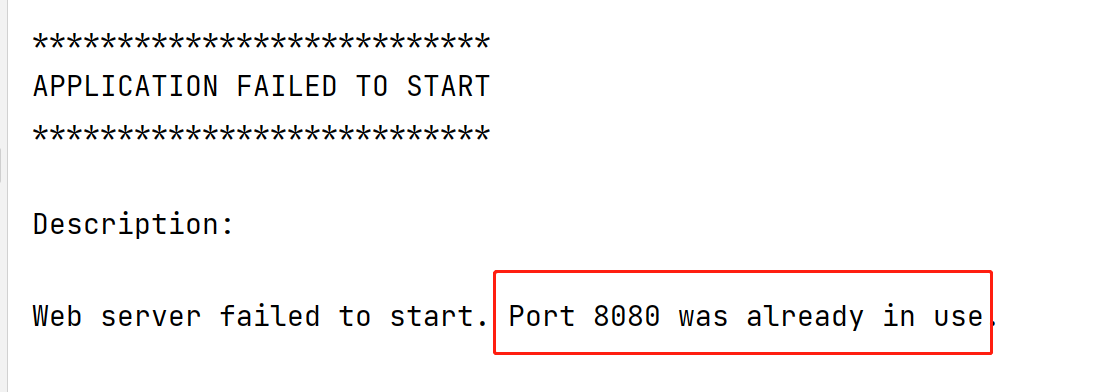 ***************************
APPLICATION FAILED TO START
***************************
Description:
Web server failed to start. Port 8080 was already in use.